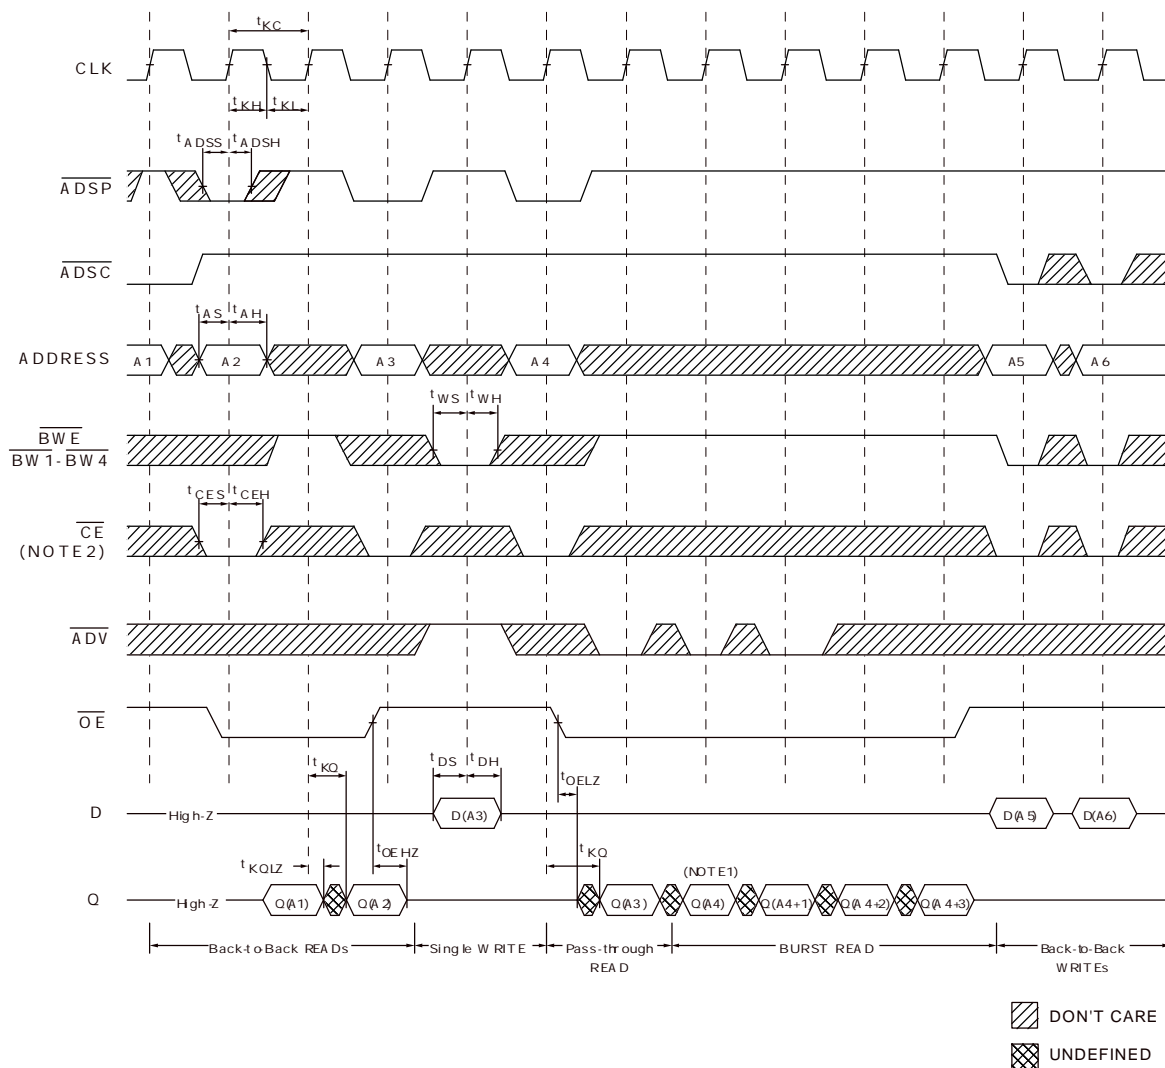 tKC
CLK
tKH tKL
tADSS tADSH
ADSP
ADSC
tAS tAH
ADDRESS A1 A2 A3 A4 A5 A6
tWS tWH
BWE
BW1-BW4
tCES tCEH
CE
(NOTE2)
ADV
OE
tKQ tDS tDH tOELZ
D High-Z D(A3) D(A5) D(A6)
tKQLZ tOEHZ tKQ (NOTE1)
Q High-Z Q(A1) Q(A2) Q(A3) Q(A4) Q(A4+1) Q(A4+2) Q(A4+3)
Back-to-Back READs Single WRITE Pass-through READ BURST READ Back-to-Back WRITEs
DON'T CARE
UNDEFINED